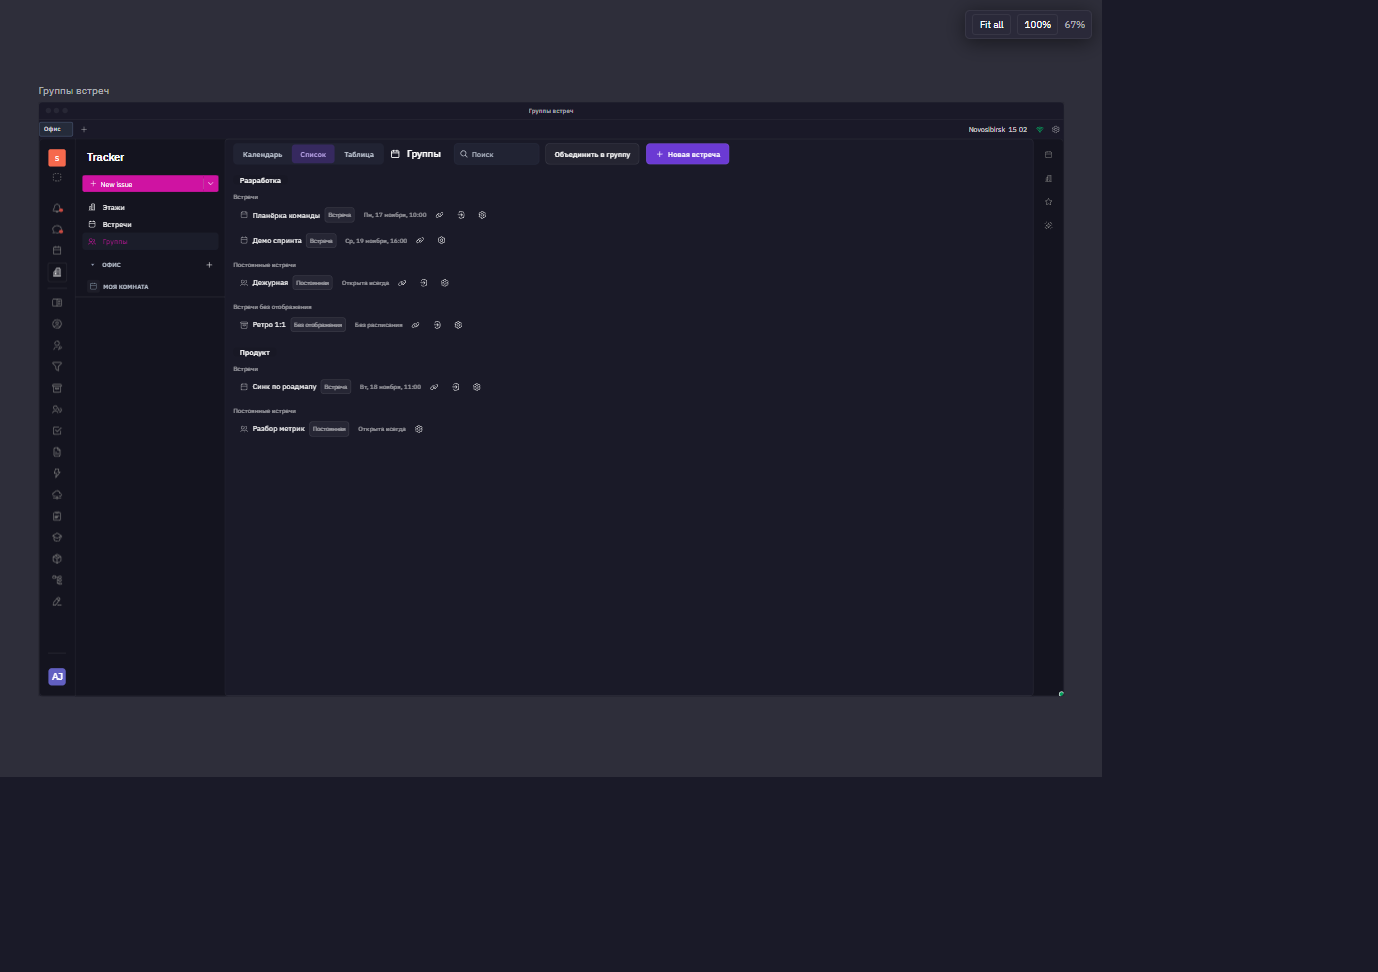 Fit all 100% 67%
Группы встреч
Группы встреч
Офис
Novosibirsk 15 02
S
Tracker
Календарь Список Таблица Группы Поиск Объединить в группу Новая встреча
New issue
Этажи
Встречи
Группы
ОФИС
МОЯ КОМНАТА
Разработка
Встречи
Планёрка команды Встреча Пн, 17 ноября, 10:00
Демо спринта Встреча Ср, 19 ноября, 16:00
Постоянные встречи
Дежурная Постоянная Открыта всегда
Встречи без отображения
Ретро 1:1 Без отображения Без расписания
Продукт
Встречи
Синк по роадмапу Встреча Вт, 18 ноября, 11:00
Постоянные встречи
Разбор метрик Постоянная Открыта всегда
AJ